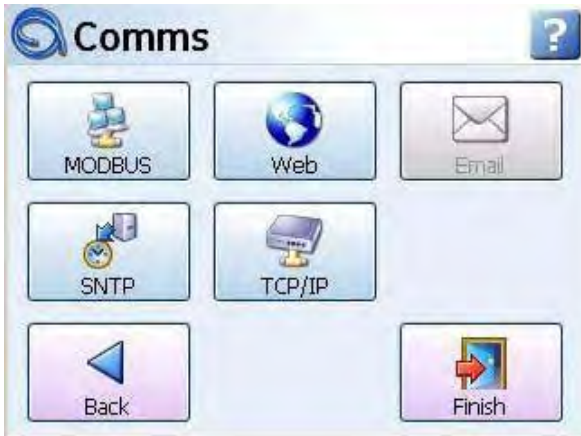 Comms
?
MODBUS
Web
Email
SNTP
TCP/IP
Back
Finish